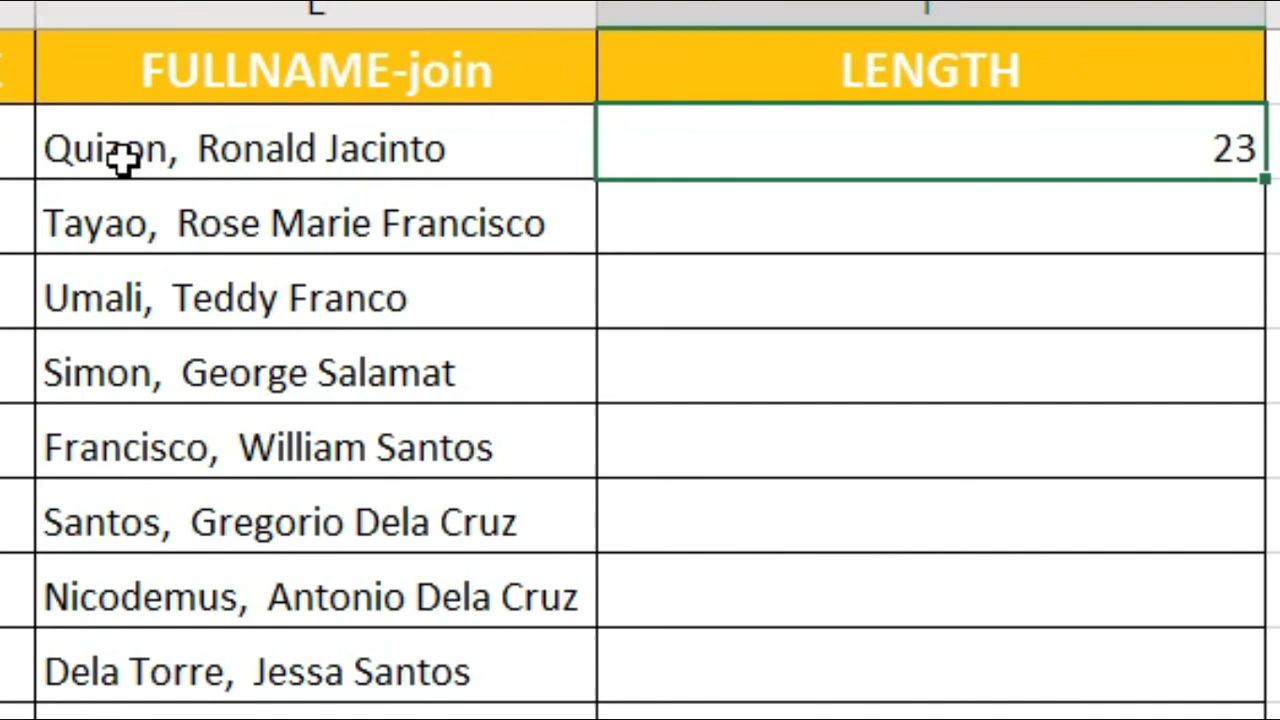 FULLNAME-join LENGTH
Quizon,  Ronald Jacinto 23
Tayao,  Rose Marie Francisco
Umali,  Teddy Franco
Simon,  George Salamat
Francisco,  William Santos
Santos,  Gregorio Dela Cruz
Nicodemus,  Antonio Dela Cruz
Dela Torre,  Jessa Santos